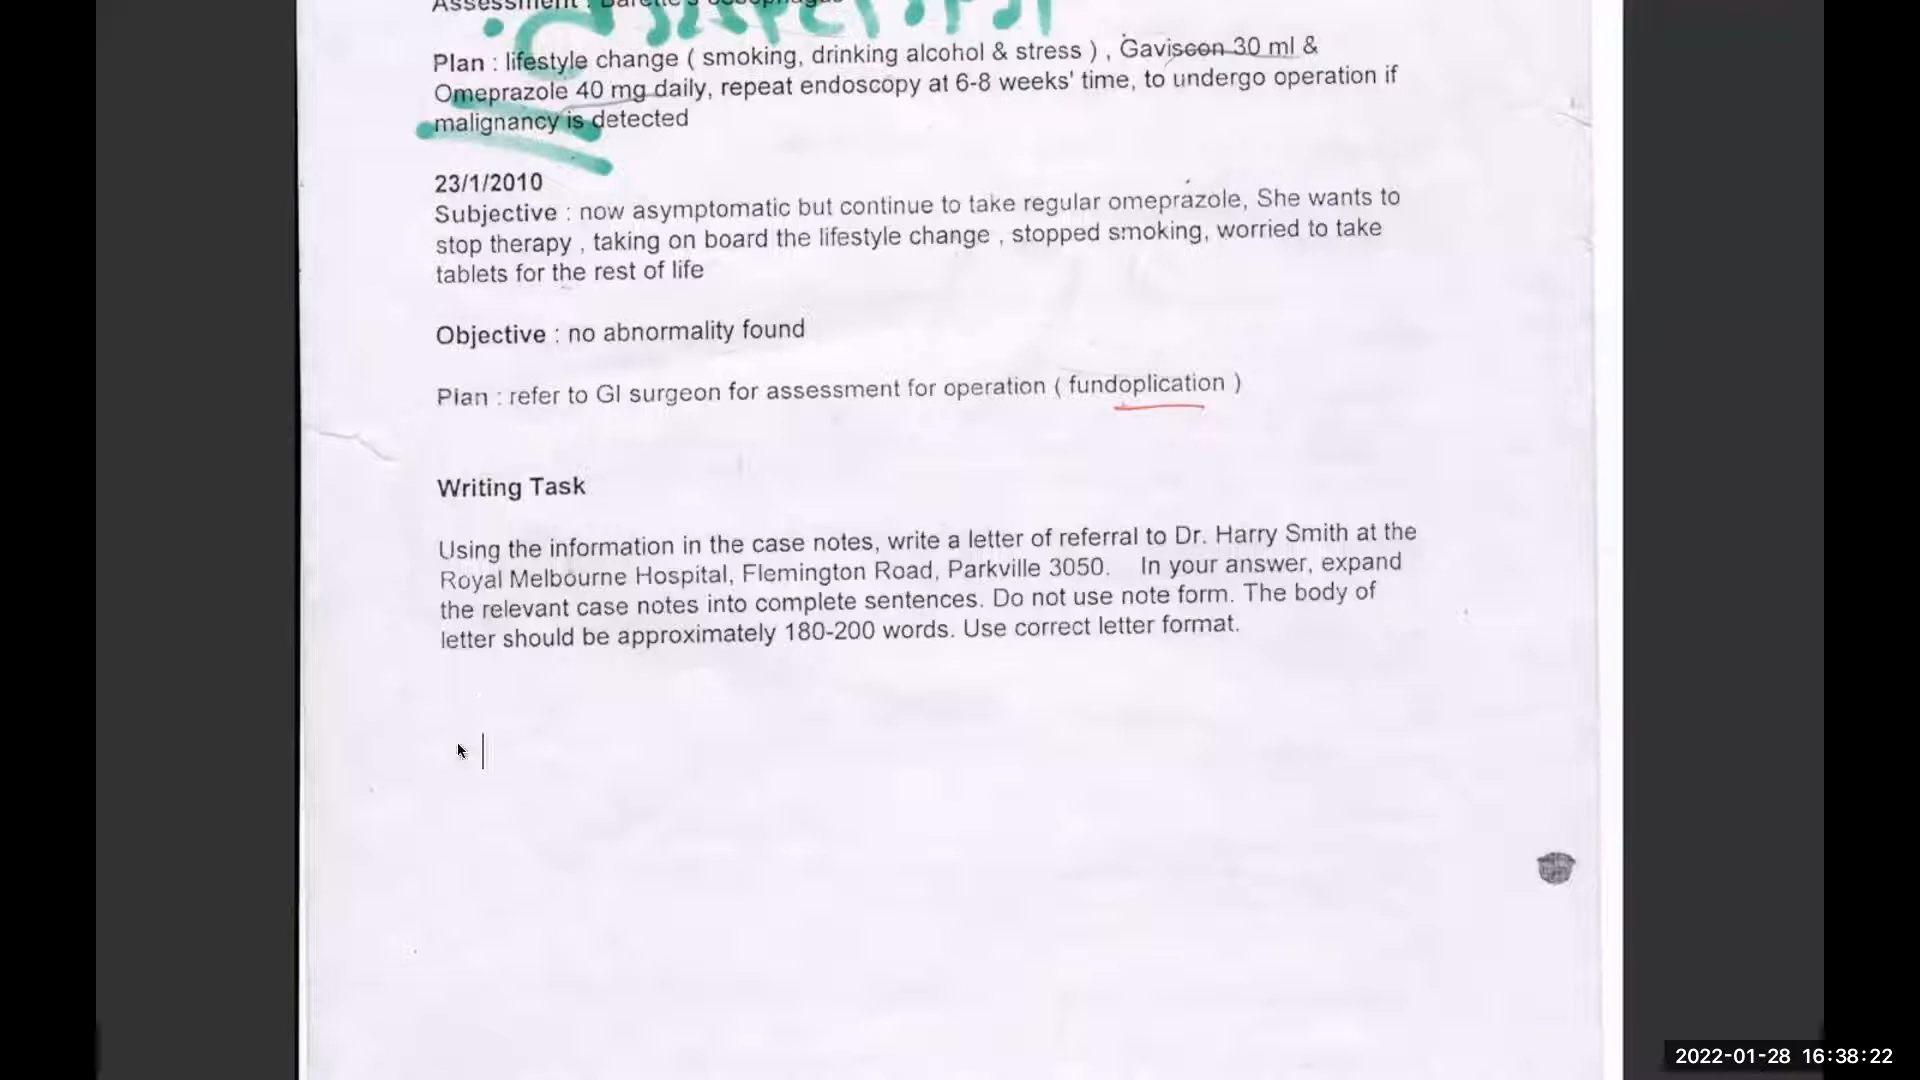 Assessment : Barette's oesophagus
Plan : lifestyle change ( smoking, drinking alcohol & stress ) , Gaviscon 30 ml &
Omeprazole 40 mg daily, repeat endoscopy at 6-8 weeks' time, to undergo operation if
malignancy is detected
23/1/2010
Subjective : now asymptomatic but continue to take regular omeprazole, She wants to
stop therapy , taking on board the lifestyle change , stopped smoking, worried to take
tablets for the rest of life
Objective : no abnormality found
Plan : refer to GI surgeon for assessment for operation ( fundoplication )
Writing Task
Using the information in the case notes, write a letter of referral to Dr. Harry Smith at the
Royal Melbourne Hospital, Flemington Road, Parkville 3050. In your answer, expand
the relevant case notes into complete sentences. Do not use note form. The body of
letter should be approximately 180-200 words. Use correct letter format.
2022-01-28 16:38:22